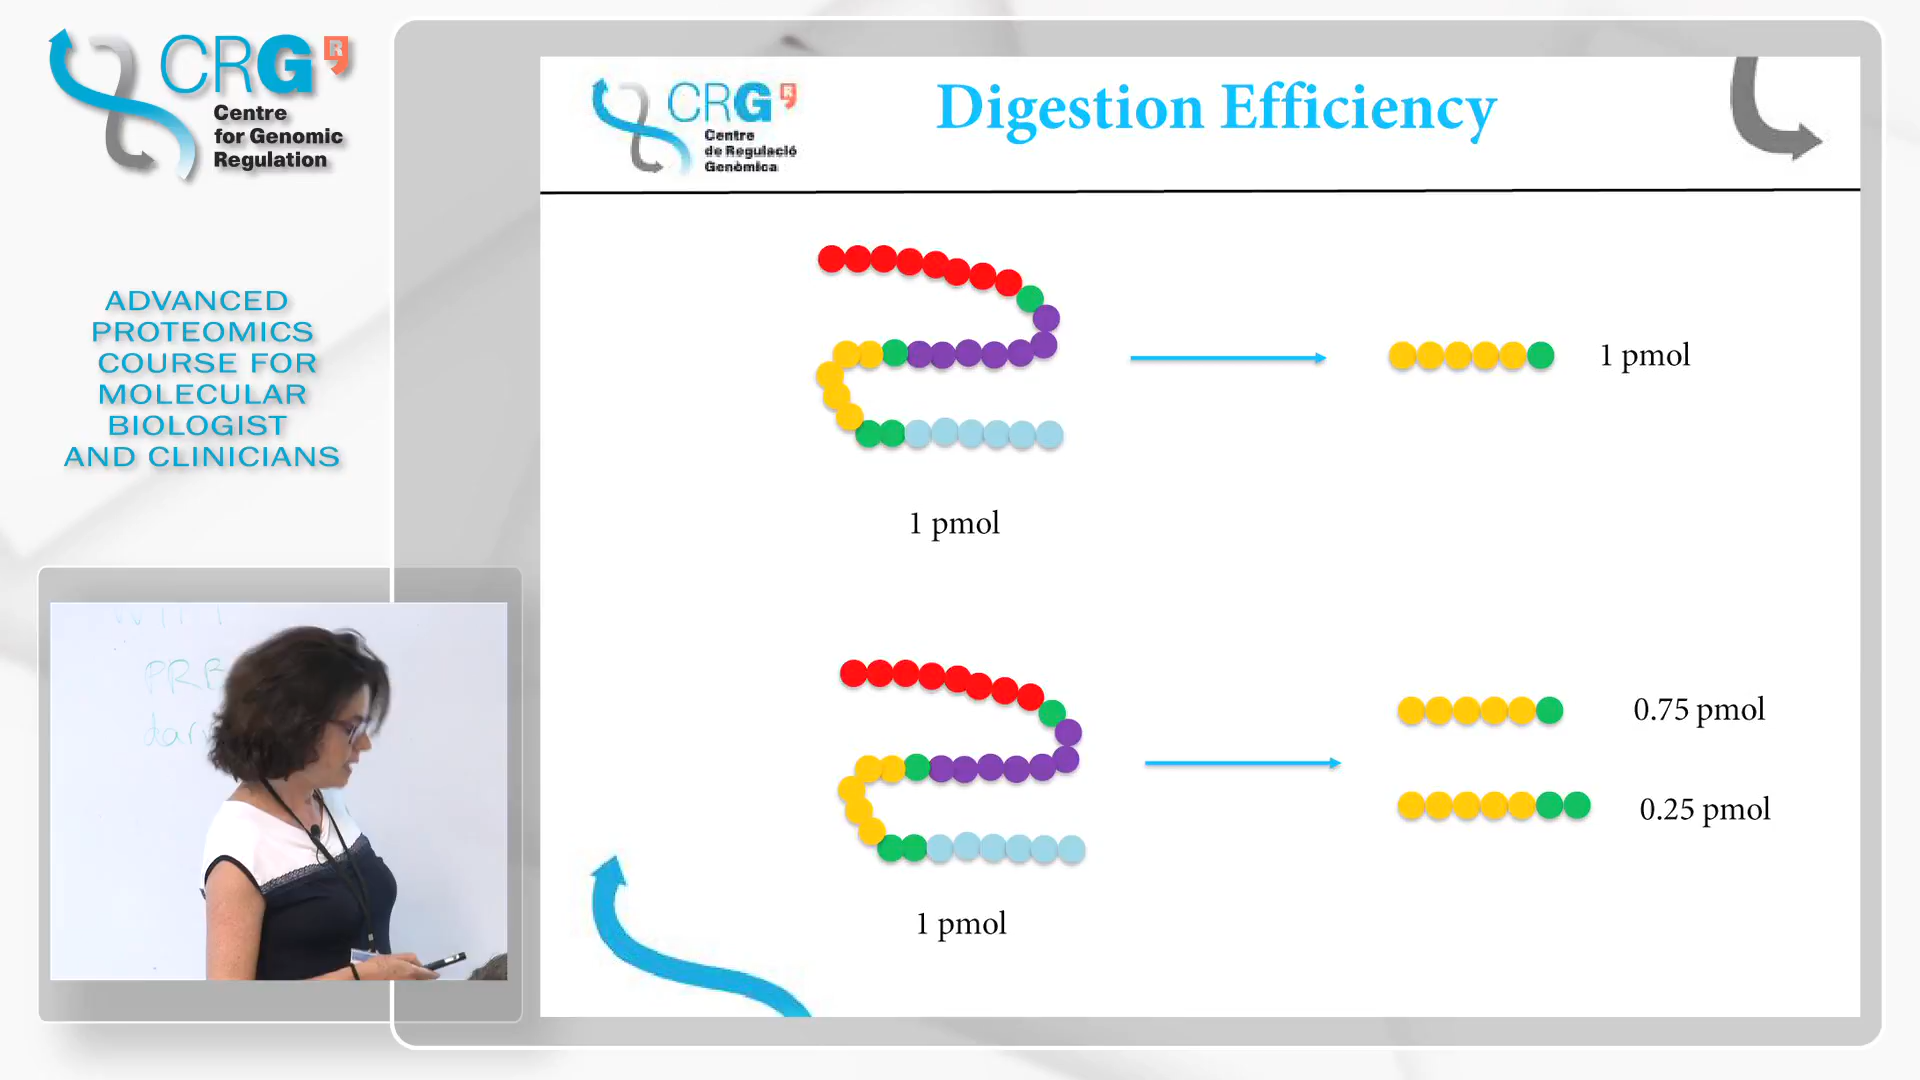 CRG
R
Centre
for Genomic
Regulation
ADVANCED
PROTEOMICS
COURSE FOR
MOLECULAR
BIOLOGIST
AND CLINICIANS
CRG
R
Centre
de Regulació
Genòmica
Digestion Efficiency
1 pmol
1 pmol
0.75 pmol
0.25 pmol
1 pmol